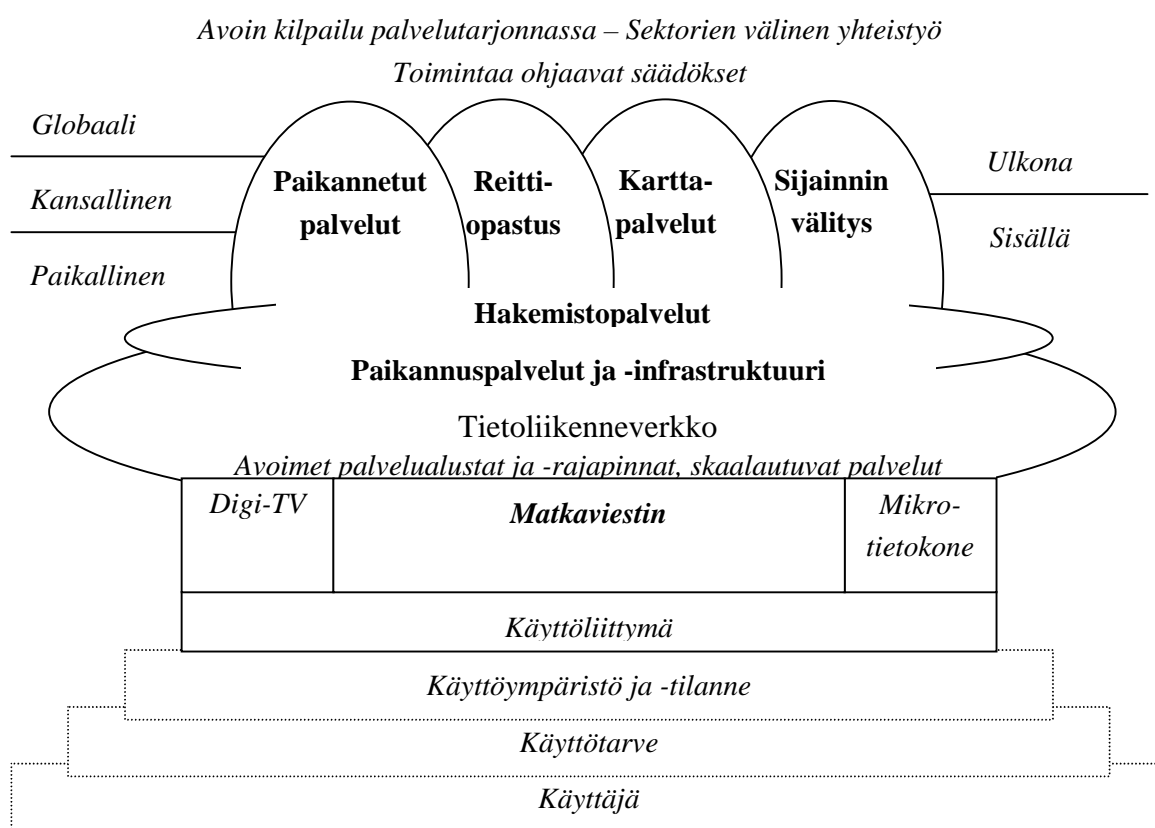 Avoin kilpailu palvelutarjonnassa – Sektorien välinen yhteistyö
Toimintaa ohjaavat säädökset
Globaali
Kansallinen
Paikallinen
Paikannetut
palvelut
Reitti-
opastus
Kartta-
palvelut
Sijainnin
välitys
Ulkona
Sisällä
Hakemistopalvelut
Paikannuspalvelut ja -infrastruktuuri
Tietoliikenneverkko
Avoimet palvelualustat ja -rajapinnat, skaalautuvat palvelut
Digi-TV
Matkaviestin
Mikro-
tietokone
Käyttöliittymä
Käyttöympäristö ja -tilanne
Käyttötarve
Käyttäjä